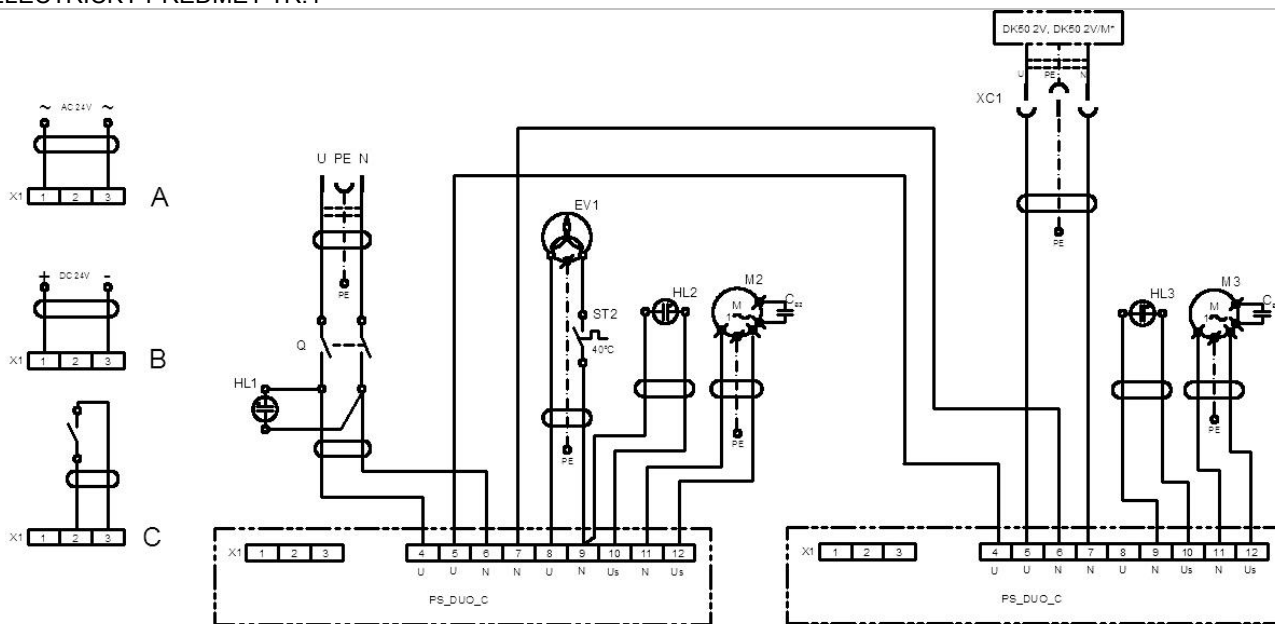 DK50 2V, DK50 2V/M*
U PE N
XC1
~ AC 24V ~
X1 1 2 3 A
U PE N
PE
Q
HL1
+ DC 24V -
X1 1 2 3 B
X1 1 2 3 C
EV1
ST2
40°C
PE
HL2
M2
M
1
PE
PE
HL3
M3
M
1
PE
X1 1 2 3
4 5 6 7 8 9 10 11 12
U U N N U N Us N Us
PS_DUO_C
X1 1 2 3
4 5 6 7 8 9 10 11 12
U U N N U N Us N Us
PS_DUO_C